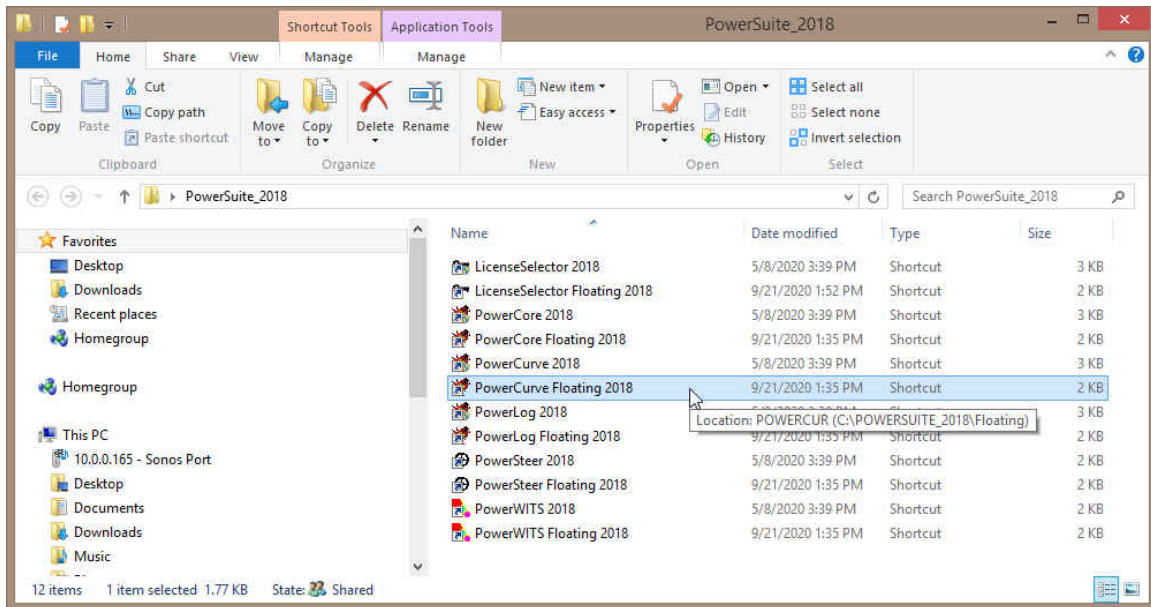 Shortcut Tools Application Tools PowerSuite_2018
File Home Share View Manage Manage
Copy Paste Cut Copy path Paste shortcut Move to Copy to Delete Rename New folder New item Easy access Properties Open Edit History Select all Select none Invert selection
Clipboard Organize New Open Select
PowerSuite_2018 Search PowerSuite_2018
Favorites
Desktop
Downloads
Recent places
Homegroup
Homegroup
This PC
10.0.0.165 - Sonos Port
Desktop
Documents
Downloads
Music
Name Date modified Type Size
LicenseSelector 2018 5/8/2020 3:39 PM Shortcut 3 KB
LicenseSelector Floating 2018 9/21/2020 1:52 PM Shortcut 2 KB
PowerCore 2018 5/8/2020 3:39 PM Shortcut 3 KB
PowerCore Floating 2018 9/21/2020 1:35 PM Shortcut 2 KB
PowerCurve 2018 5/8/2020 3:39 PM Shortcut 3 KB
PowerCurve Floating 2018 9/21/2020 1:35 PM Shortcut 2 KB
PowerLog 2018 3 KB
Location: POWERCUR (C:\POWERSUITE_2018\Floating)
PowerLog Floating 2018 9/21/2020 1:35 PM Shortcut 2 KB
PowerSteer 2018 5/8/2020 3:39 PM Shortcut 2 KB
PowerSteer Floating 2018 9/21/2020 1:35 PM Shortcut 2 KB
PowerWITS 2018 5/8/2020 3:39 PM Shortcut 2 KB
PowerWITS Floating 2018 9/21/2020 1:35 PM Shortcut 2 KB
12 items 1 item selected 1.77 KB State: Shared